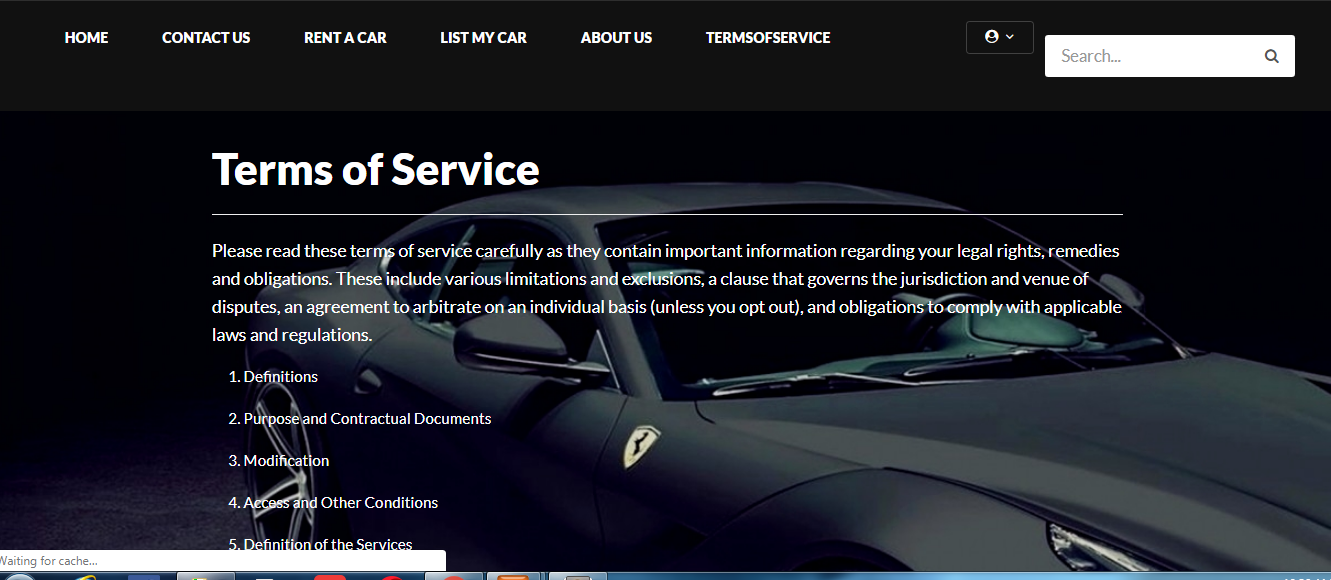 HOME CONTACT US RENT A CAR LIST MY CAR ABOUT US TERMSOFSERVICE
Search...
Terms of Service
Please read these terms of service carefully as they contain important information regarding your legal rights, remedies
and obligations. These include various limitations and exclusions, a clause that governs the jurisdiction and venue of
disputes, an agreement to arbitrate on an individual basis (unless you opt out), and obligations to comply with applicable
laws and regulations.
1. Definitions
2. Purpose and Contractual Documents
3. Modification
4. Access and Other Conditions
5. Definition of the Services
Waiting for cache...